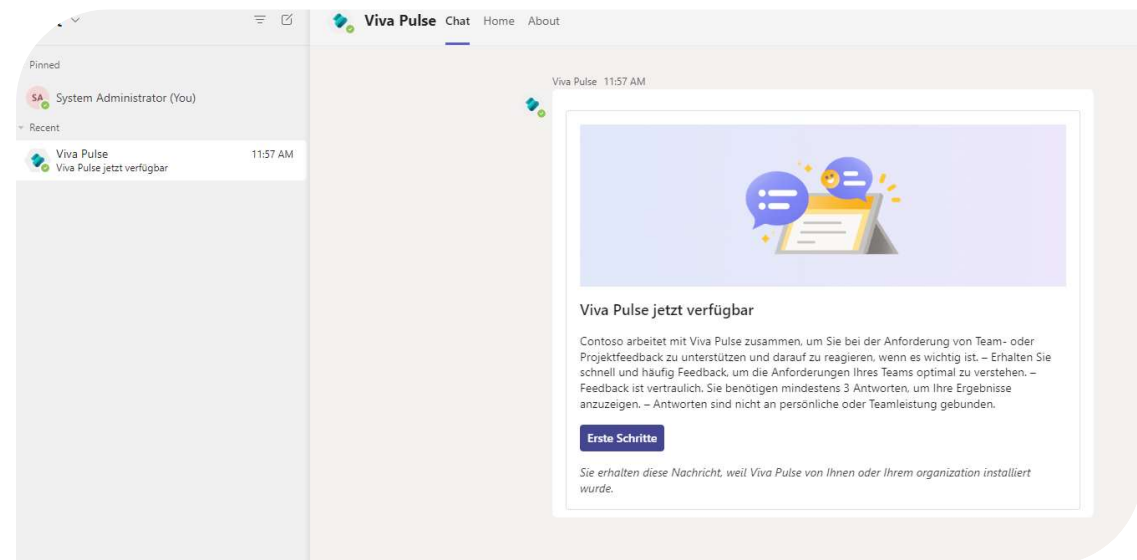 Viva Pulse Chat Home About
Pinned
SA System Administrator (You)
Recent
Viva Pulse 11:57 AM
Viva Pulse jetzt verfügbar
Viva Pulse 11:57 AM
Viva Pulse jetzt verfügbar
Contoso arbeitet mit Viva Pulse zusammen, um Sie bei der Anforderung von Team- oder
Projektfeedback zu unterstützen und darauf zu reagieren, wenn es wichtig ist. – Erhalten Sie
schnell und häufig Feedback, um die Anforderungen Ihres Teams optimal zu verstehen. –
Feedback ist vertraulich. Sie benötigen mindestens 3 Antworten, um Ihre Ergebnisse
anzuzeigen. – Antworten sind nicht an persönliche oder Teamleistung gebunden.
Erste Schritte
Sie erhalten diese Nachricht, weil Viva Pulse von Ihnen oder Ihrem organization installiert
wurde.